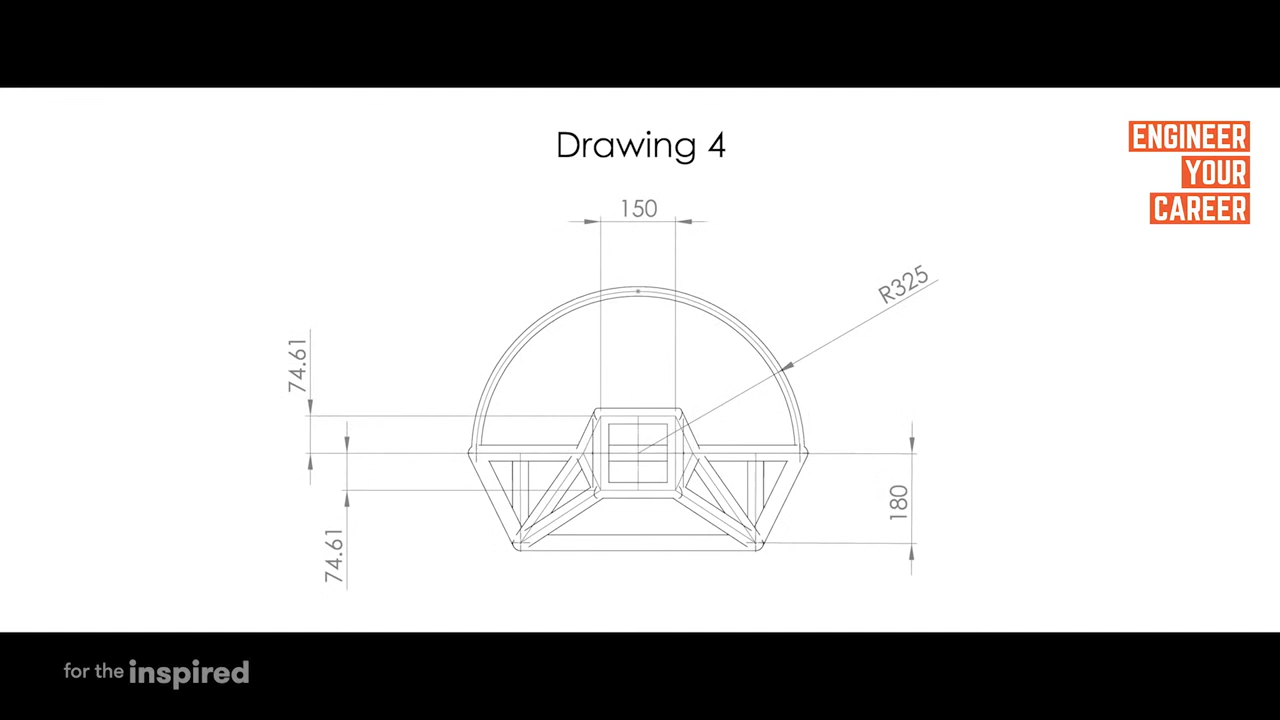 Drawing 4
ENGINEER
YOUR
CAREER
150
R325
74.61
180
74.61
for the inspired